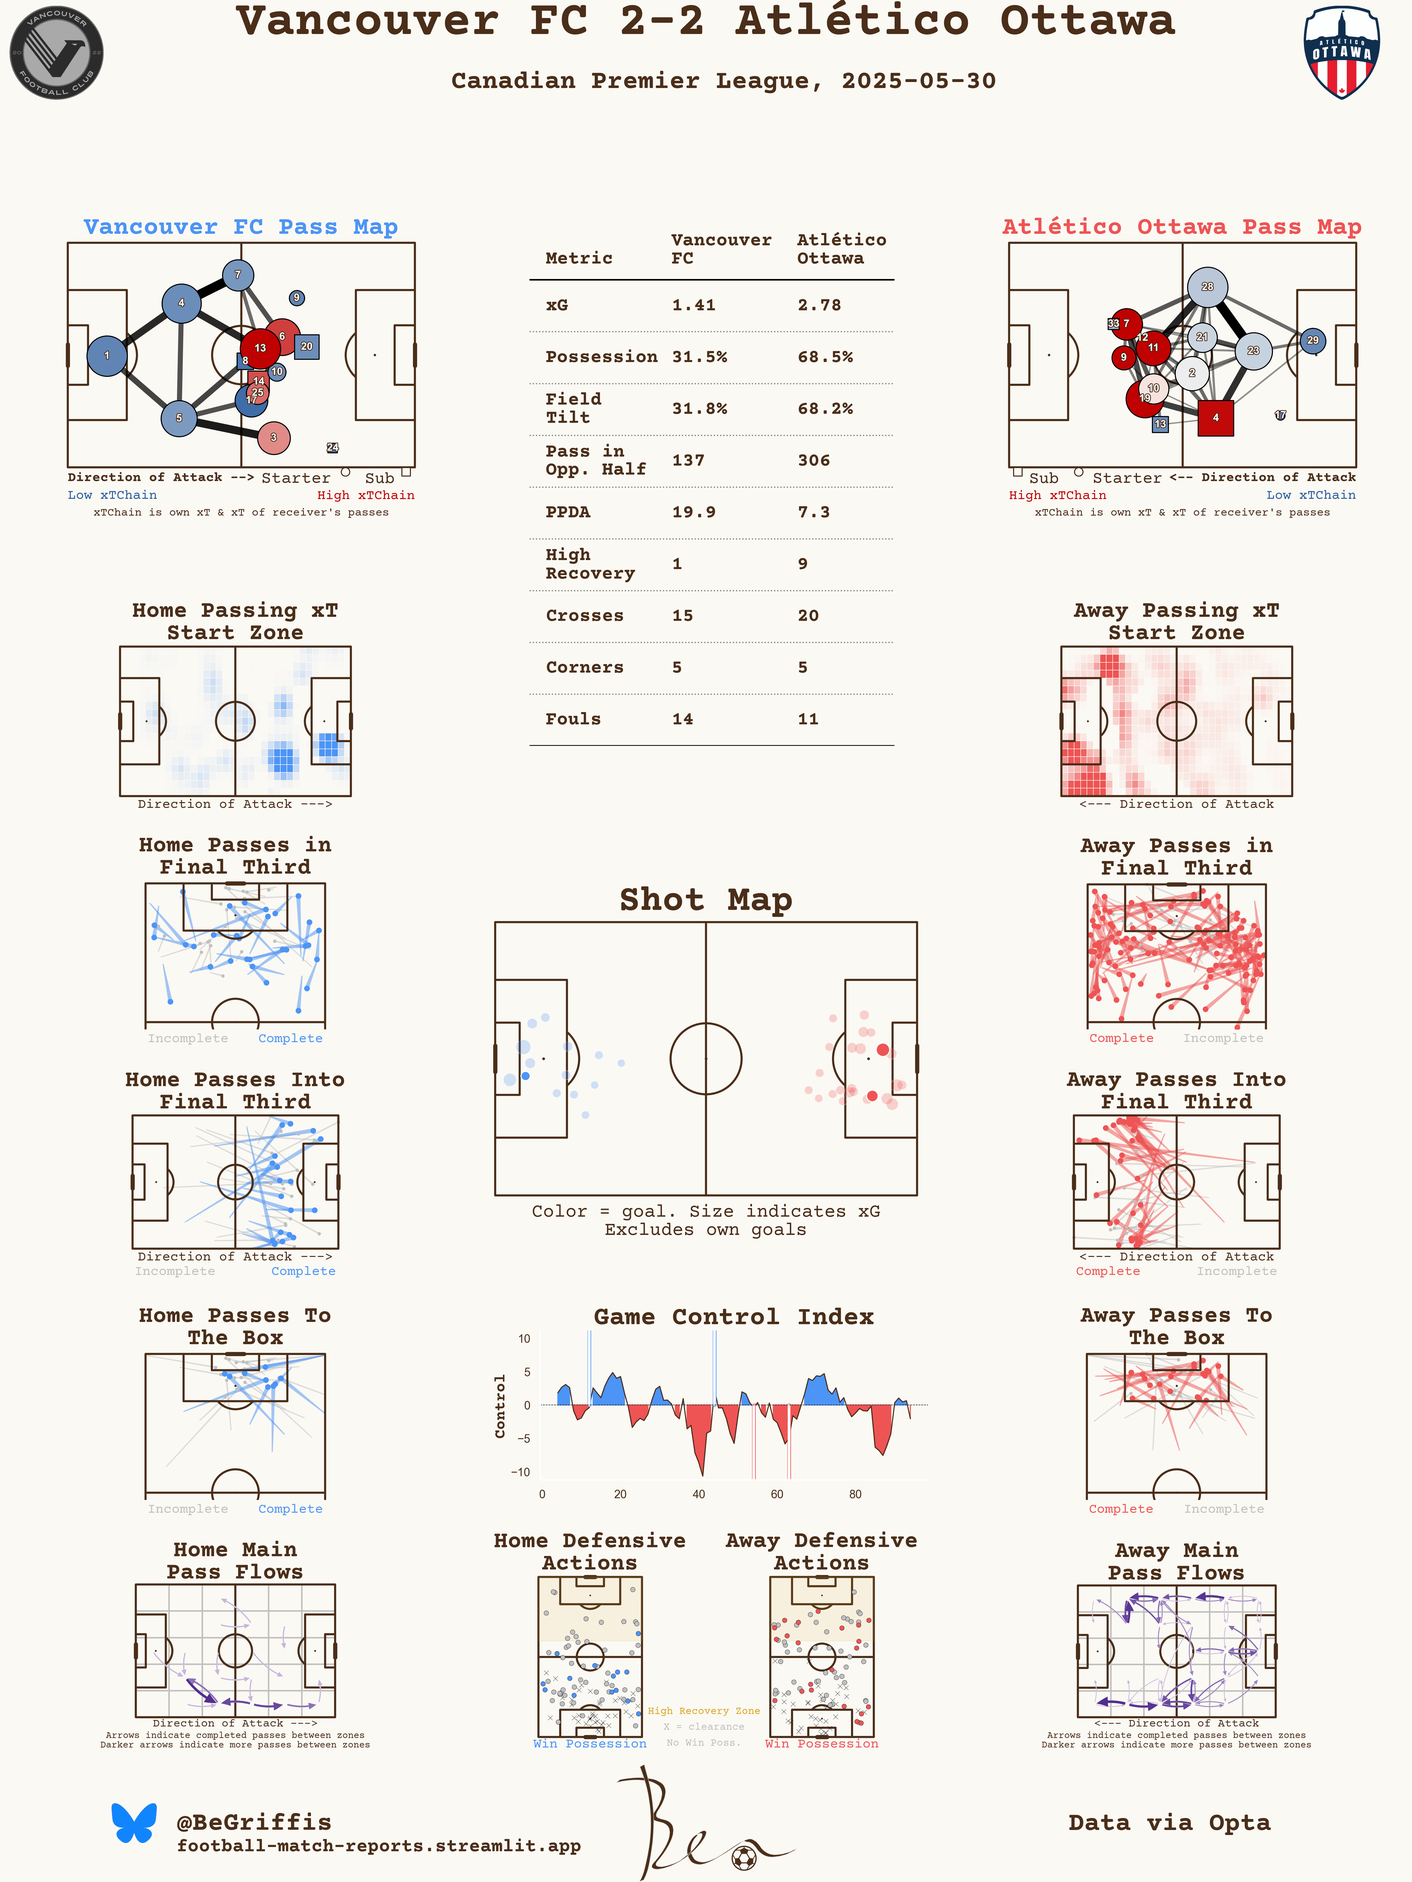 Vancouver FC 2-2 Atlético Ottawa
Canadian Premier League, 2025-05-30
VANCOUVER
FOOTBALL CLUB
ATLÉTICO
OTTAWA
Vancouver FC Pass Map
7
4
9
1
6
13
20
8
10
14
25
17
5
3
24
Direction of Attack --> Starter Sub
Low xTChain High xTChain
xTChain is own xT & xT of receiver's passes
Metric Vancouver FC Atlético Ottawa
xG 1.41 2.78
Possession 31.5% 68.5%
Field Tilt 31.8% 68.2%
Pass in Opp. Half 137 306
PPDA 19.9 7.3
High Recovery 1 9
Crosses 15 20
Corners 5 5
Fouls 14 11
Atlético Ottawa Pass Map
28
33
7
12
11
21
23
29
9
2
10
19
4
13
17
Sub Starter <-- Direction of Attack
High xTChain Low xTChain
xTChain is own xT & xT of receiver's passes
Home Passing xT
Start Zone
Direction of Attack --->
Away Passing xT
Start Zone
<--- Direction of Attack
Home Passes in
Final Third
Incomplete Complete
Shot Map
Color = goal. Size indicates xG
Excludes own goals
Away Passes in
Final Third
Complete Incomplete
Home Passes Into
Final Third
Direction of Attack --->
Incomplete Complete
Away Passes Into
Final Third
<--- Direction of Attack
Complete Incomplete
Home Passes To
The Box
Incomplete Complete
Game Control Index
Control
10
5
0
−5
−10
0 20 40 60 80
Away Passes To
The Box
Complete Incomplete
Home Main
Pass Flows
Direction of Attack --->
Arrows indicate completed passes between zones
Darker arrows indicate more passes between zones
Home Defensive
Actions
Win Possession
High Recovery Zone
X = clearance
No Win Poss.
Away Defensive
Actions
Win Possession
Away Main
Pass Flows
<--- Direction of Attack
Arrows indicate completed passes between zones
Darker arrows indicate more passes between zones
@BeGriffis
football-match-reports.streamlit.app
Ben
Data via Opta